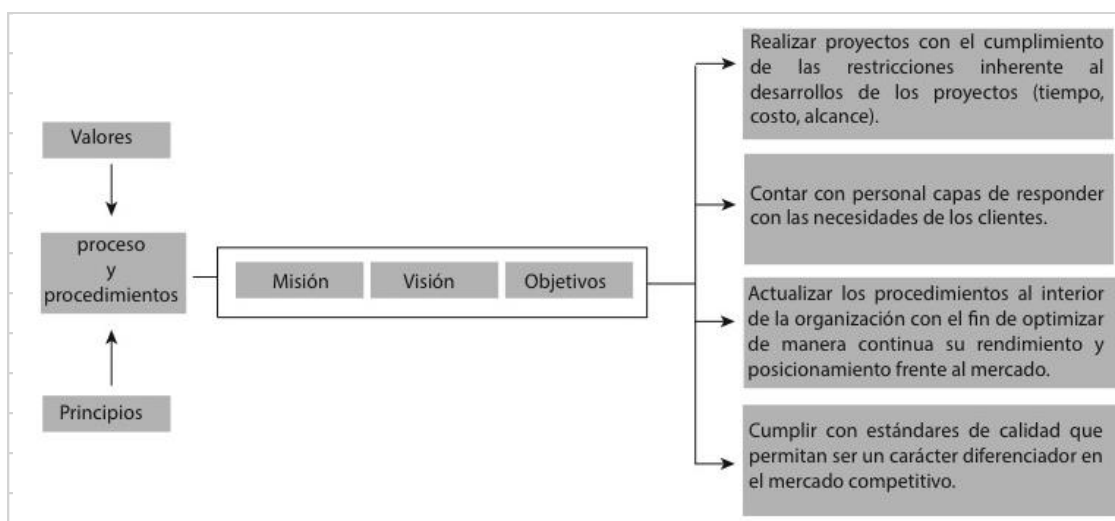 Valores
proceso
y
procedimientos
Principios
Misión
Visión
Objetivos
Realizar proyectos con el cumplimiento
de las restricciones inherente al
desarrollos de los proyectos (tiempo,
costo, alcance).
Contar con personal capas de responder
con las necesidades de los clientes.
Actualizar los procedimientos al interior
de la organización con el fin de optimizar
de manera continua su rendimiento y
posicionamiento frente al mercado.
Cumplir con estándares de calidad que
permitan ser un carácter diferenciador en
el mercado competitivo.